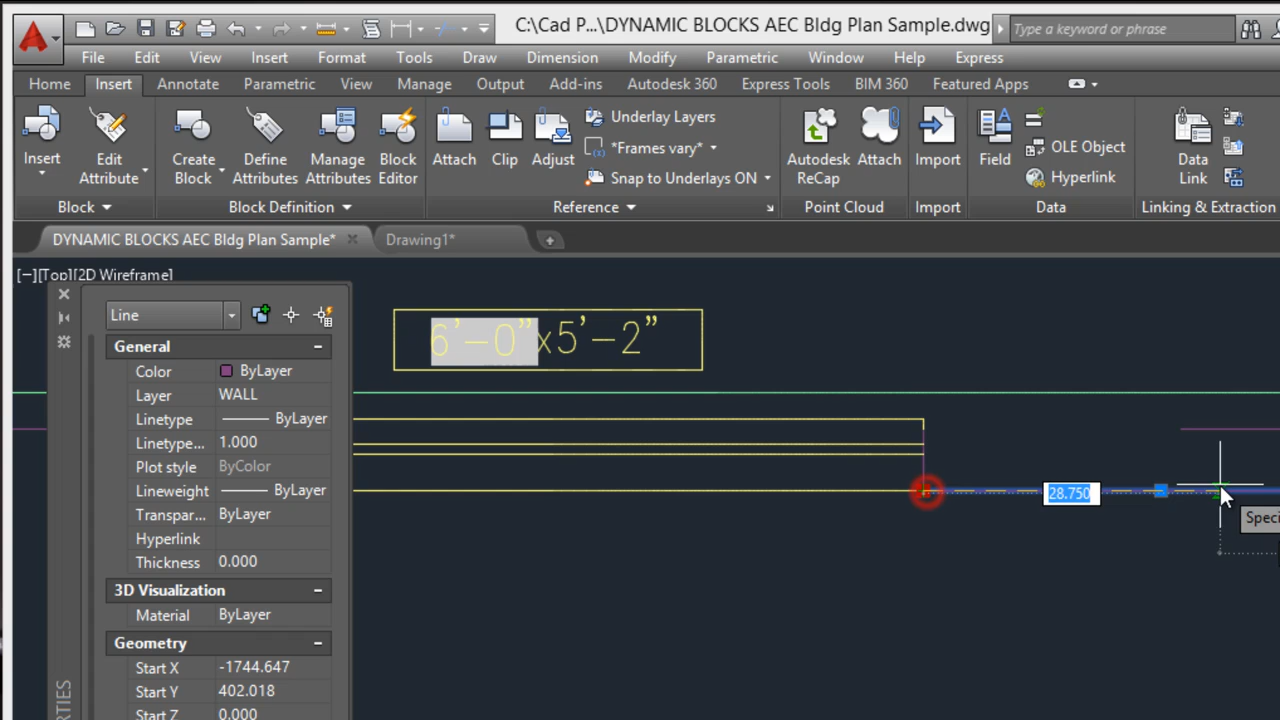 C:\Cad P...\DYNAMIC BLOCKS AEC Bldg Plan Sample.dwg
Type a keyword or phrase
File Edit View Insert Format Tools Draw Dimension Modify Parametric Window Help Express
Home Insert Annotate Parametric View Manage Output Add-ins Autodesk 360 Express Tools BIM 360 Featured Apps
Insert
Edit Attribute
Create Block
Define Attributes
Manage Attributes
Block Editor
Attach
Clip
Adjust
Underlay Layers
*Frames vary*
Snap to Underlays ON
Autodesk ReCap
Attach
Import
Field
OLE Object
Hyperlink
Data Link
Block
Block Definition
Reference
Point Cloud
Import
Data
Linking & Extraction
DYNAMIC BLOCKS AEC Bldg Plan Sample*
Drawing1*
[−][Top][2D Wireframe]
Line
General
Color ByLayer
Layer WALL
Linetype ByLayer
Linetype... 1.000
Plot style ByColor
Lineweight ByLayer
Transpar... ByLayer
Hyperlink
Thickness 0.000
3D Visualization
Material ByLayer
Geometry
Start X -1744.647
Start Y 402.018
Start Z 0.000
6'-0"x5'-2"
28.750
Speci
RTIES